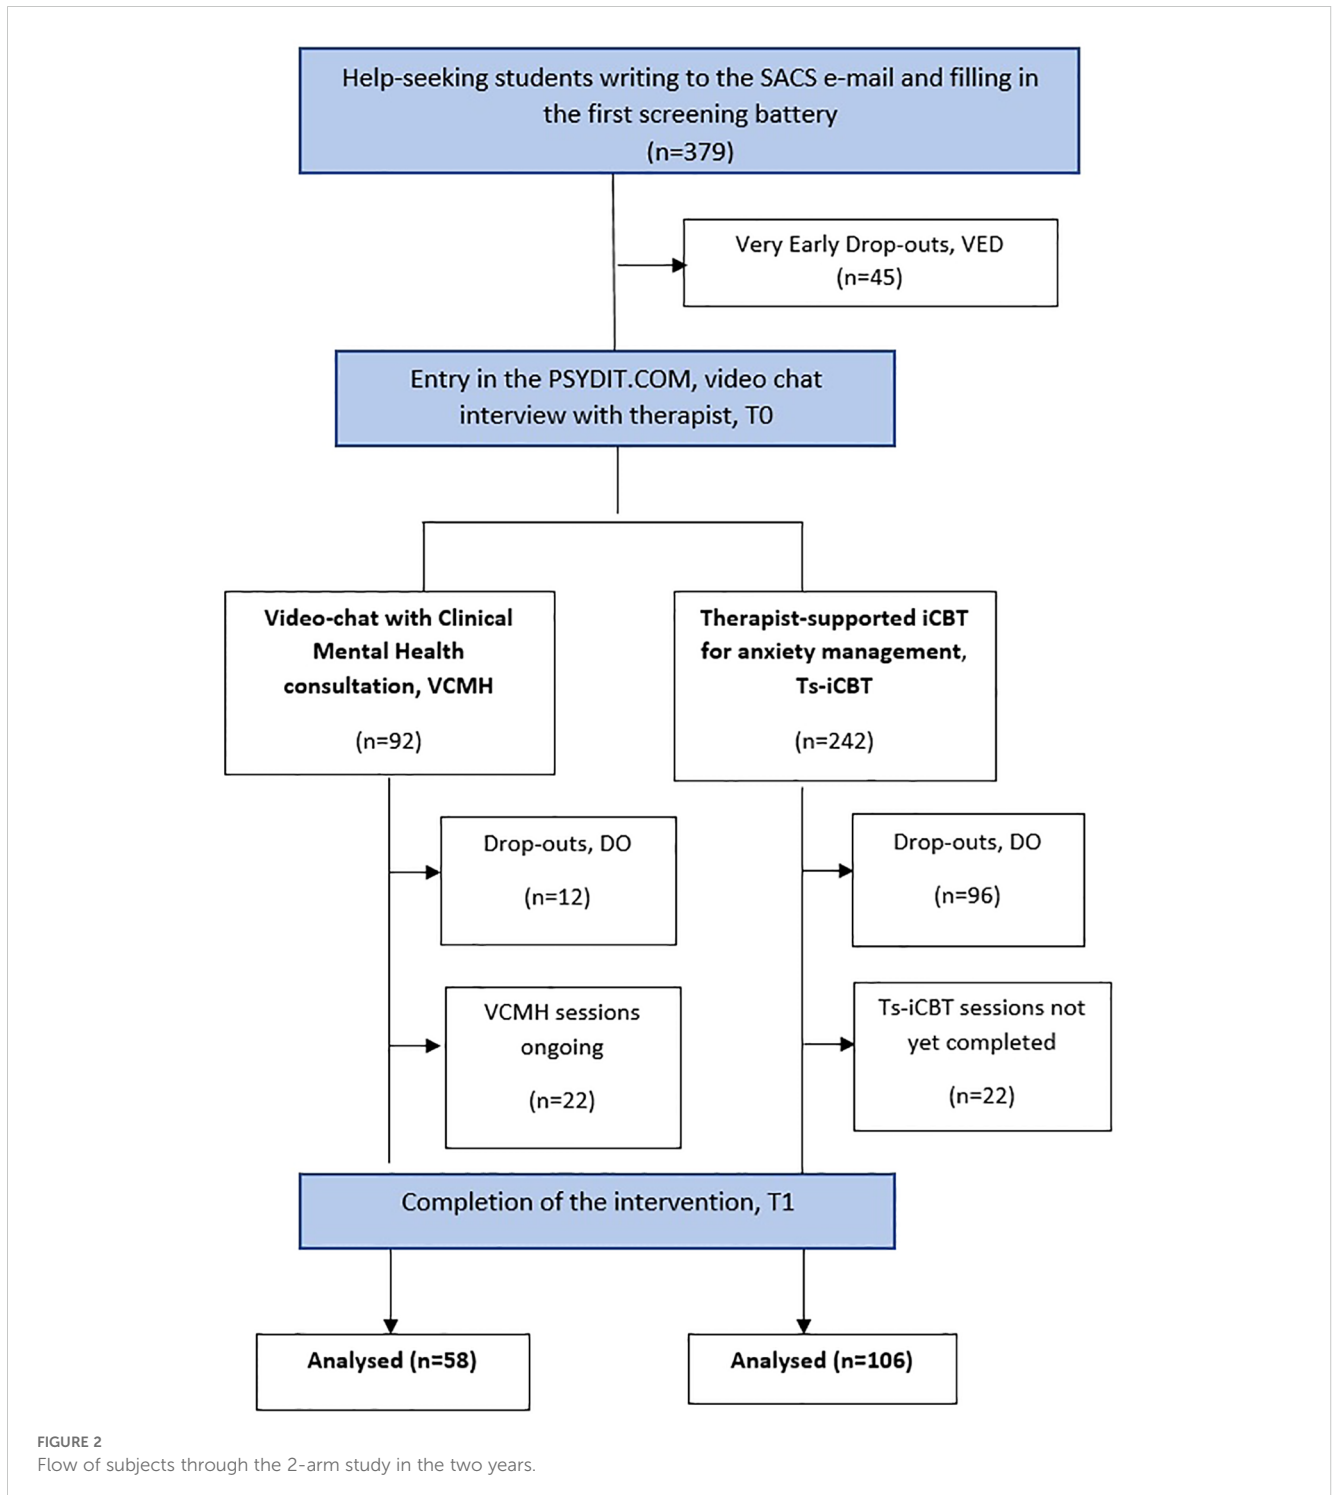 Help-seeking students writing to the SACS e-mail and filling in
the first screening battery
(n=379)
Very Early Drop-outs, VED
(n=45)
Entry in the PSYDIT.COM, video chat
interview with therapist, T0
Video-chat with Clinical
Mental Health
consultation, VCMH
(n=92)
Therapist-supported iCBT
for anxiety management,
Ts-iCBT
(n=242)
Drop-outs, DO
(n=12)
Drop-outs, DO
(n=96)
VCMH sessions
ongoing
(n=22)
Ts-iCBT sessions not
yet completed
(n=22)
Completion of the intervention, T1
Analysed (n=58)
Analysed (n=106)
FIGURE 2
Flow of subjects through the 2-arm study in the two years.